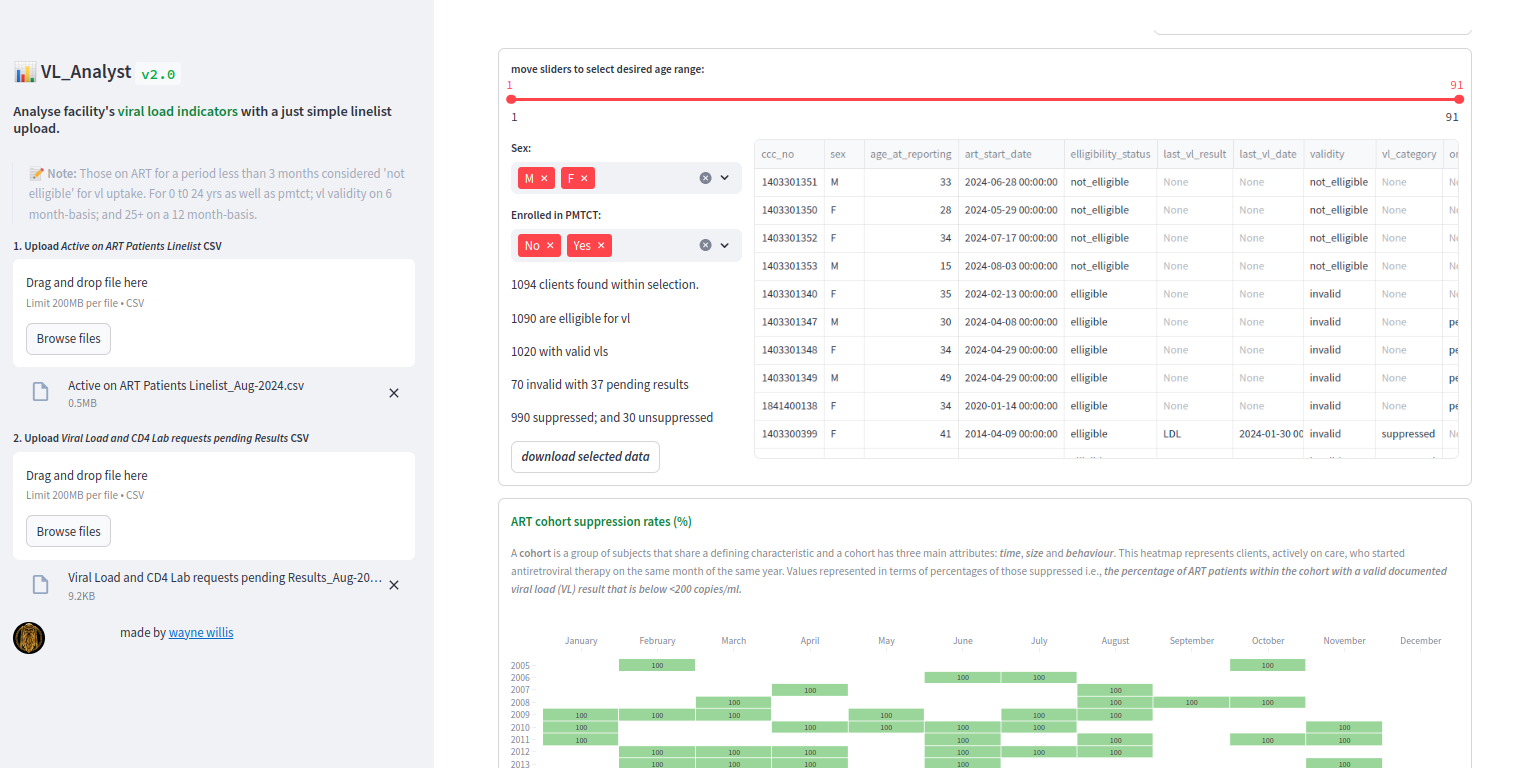 📊 VL_Analyst v2.0
Analyse facility's viral load indicators with a just simple linelist
upload.
📝 Note: Those on ART for a period less than 3 months considered 'not
eligible' for vl uptake. For 0 t0 24 yrs as well as pmtct; vl validity on 6
month-basis; and 25+ on a 12 month-basis.
1. Upload Active on ART Patients Linelist CSV
Drag and drop file here
Limit 200MB per file • CSV
Browse files
Active on ART Patients Linelist_Aug-2024.csv
0.5MB
2. Upload Viral Load and CD4 Lab requests pending Results CSV
Drag and drop file here
Limit 200MB per file • CSV
Browse files
Viral Load and CD4 Lab requests pending Results_Aug-20…
9.2KB
made by wayne willis
move sliders to select desired age range:
1 91
1 91
Sex:
M F
Enrolled in PMTCT:
No Yes
1094 clients found within selection.
1090 are eligible for vl
1020 with valid vls
70 invalid with 37 pending results
990 suppressed; and 30 unsuppressed
download selected data
ccc_no sex age_at_reporting art_start_date elligibility_status last_vl_result last_vl_date validity vl_category
1403301351 M 33 2024-06-28 00:00:00 not_elligible None None not_elligible None
1403301350 F 28 2024-05-29 00:00:00 not_elligible None None not_elligible None
1403301352 F 34 2024-07-17 00:00:00 not_elligible None None not_elligible None
1403301353 M 15 2024-08-03 00:00:00 not_elligible None None not_elligible None
1403301340 F 35 2024-02-13 00:00:00 elligible None None invalid None
1403301347 M 30 2024-04-08 00:00:00 elligible None None invalid None
1403301348 F 34 2024-04-29 00:00:00 elligible None None invalid None
1403301349 M 49 2024-04-29 00:00:00 elligible None None invalid None
1841400138 F 34 2020-01-14 00:00:00 elligible None None invalid None
1403300399 F 41 2014-04-09 00:00:00 elligible LDL 2024-01-30 00 invalid suppressed
ART cohort suppression rates (%)
A cohort is a group of subjects that share a defining characteristic and a cohort has three main attributes: time, size and behaviour. This heatmap represents clients, actively on care, who started
antiretroviral therapy on the same month of the same year. Values represented in terms of percentages of those suppressed i.e., the percentage of ART patients within the cohort with a valid documented
viral load (VL) result that is below <200 copies/ml.
January February March April May June July August September October November December
2005 100 100
2006 100 100
2007 100 100
2008 100 100 100 100
2009 100 100 100 100 100 100
2010 100 100 100 100 100 100
2011 100 100 100 100 100
2012 100 100 100 100 100 100
2013 100 100 100 100 100